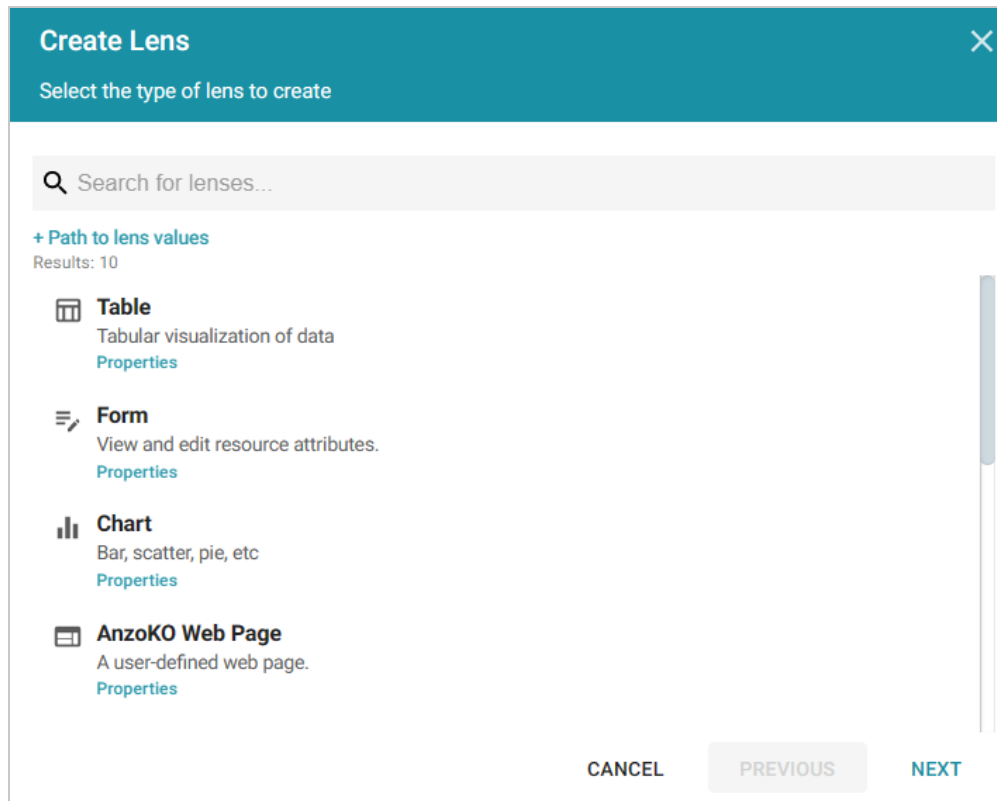 Create Lens
Select the type of lens to create
Search for lenses...
+ Path to lens values
Results: 10
Table
Tabular visualization of data
Properties
Form
View and edit resource attributes.
Properties
Chart
Bar, scatter, pie, etc
Properties
AnzoKO Web Page
A user-defined web page.
Properties
CANCEL PREVIOUS NEXT